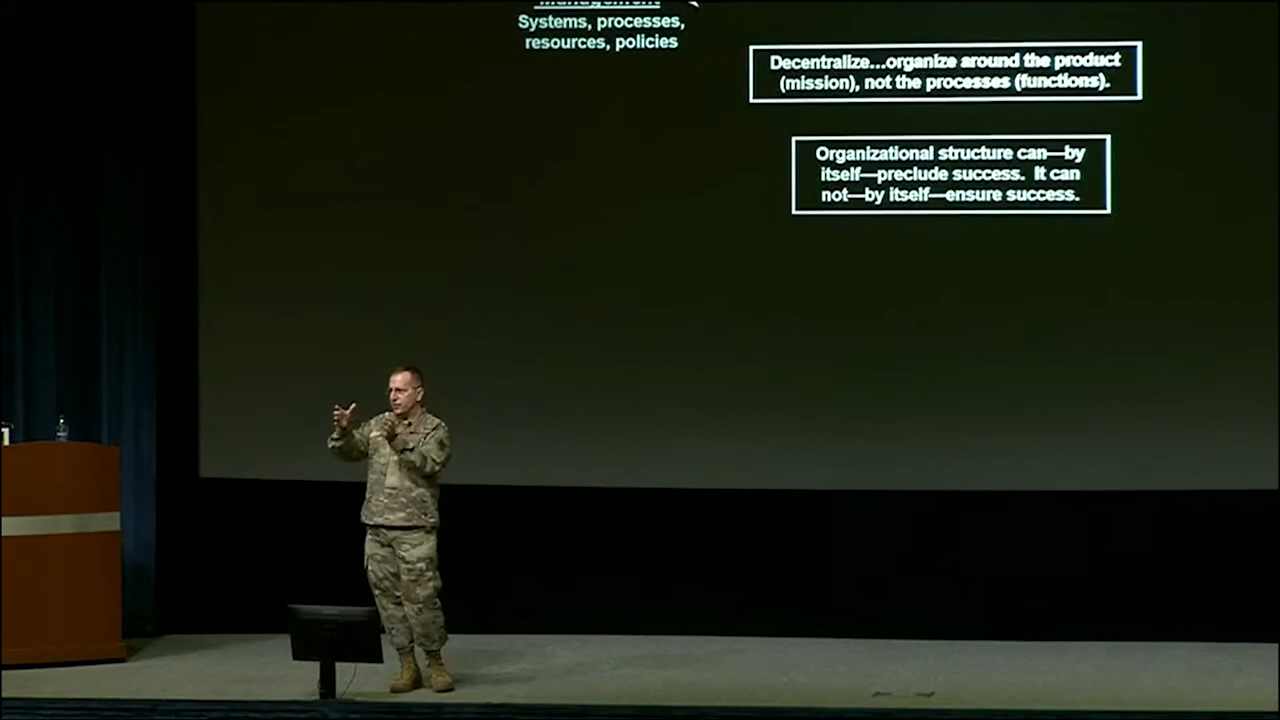 Management
Systems, processes,
resources, policies
Decentralize...organize around the product
(mission), not the processes (functions).
Organizational structure can—by
itself—preclude success. It can
not—by itself—ensure success.